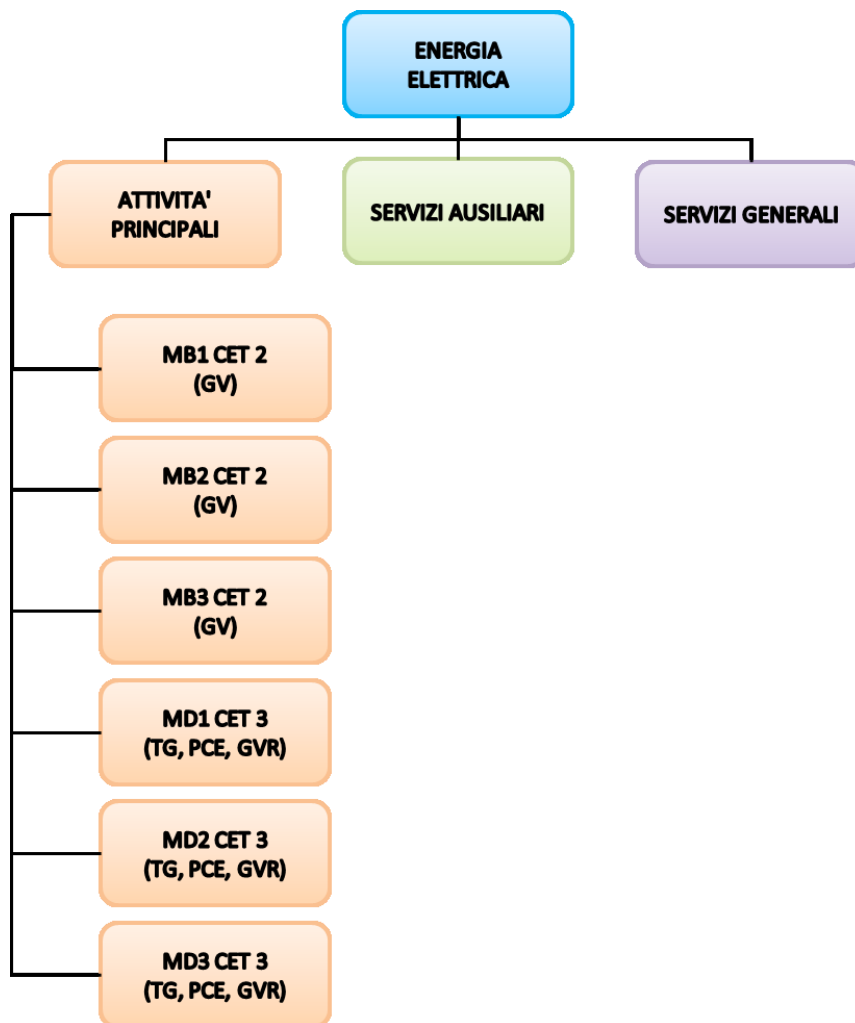 ENERGIA
ELETTRICA
ATTIVITA'
PRINCIPALI
SERVIZI AUSILIARI
SERVIZI GENERALI
MB1 CET 2
(GV)
MB2 CET 2
(GV)
MB3 CET 2
(GV)
MD1 CET 3
(TG, PCE, GVR)
MD2 CET 3
(TG, PCE, GVR)
MD3 CET 3
(TG, PCE, GVR)